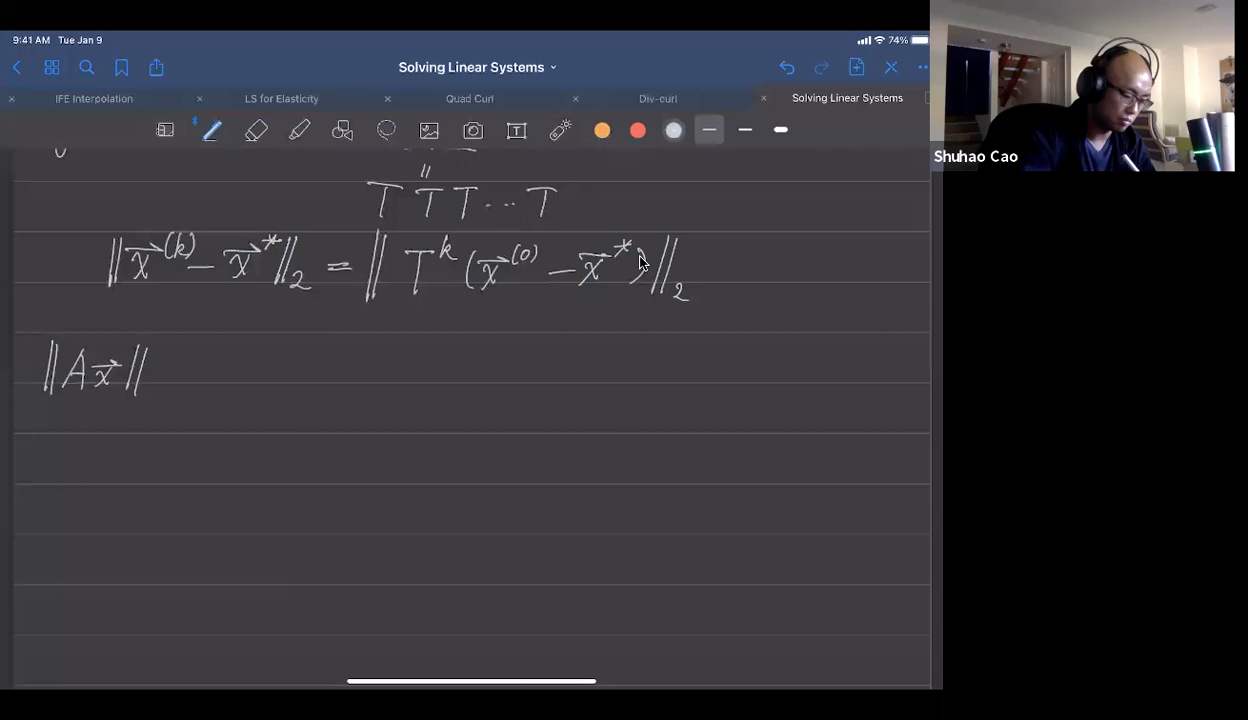 9:41 AM Tue Jan 9
74%
Solving Linear Systems
IFE Interpolation
LS for Elasticity
Quad Curl
Div-curl
Solving Linear Systems
Shuhao Cao
=
T T T ... T
‖x⃗^(k) − x⃗^*‖₂ = ‖T^k (x⃗^(0) − x⃗^*)‖₂
‖A x⃗‖